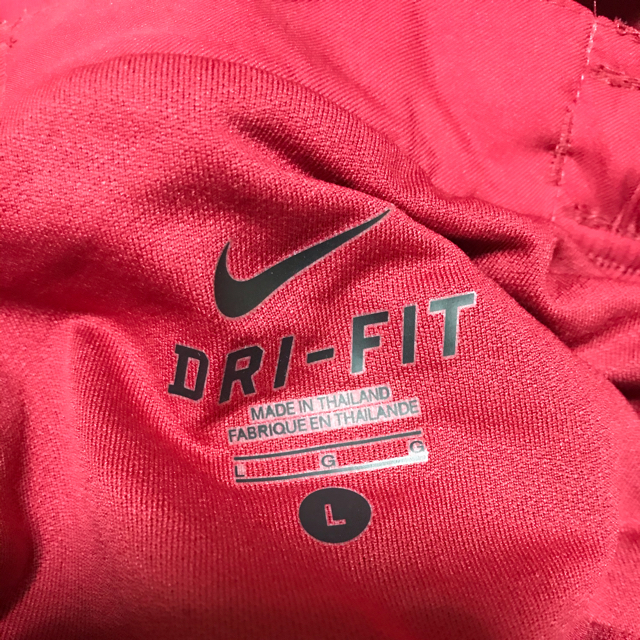 DRI-FIT
MADE IN THAILAND
FABRIQUE EN THAILANDE
L G G
L